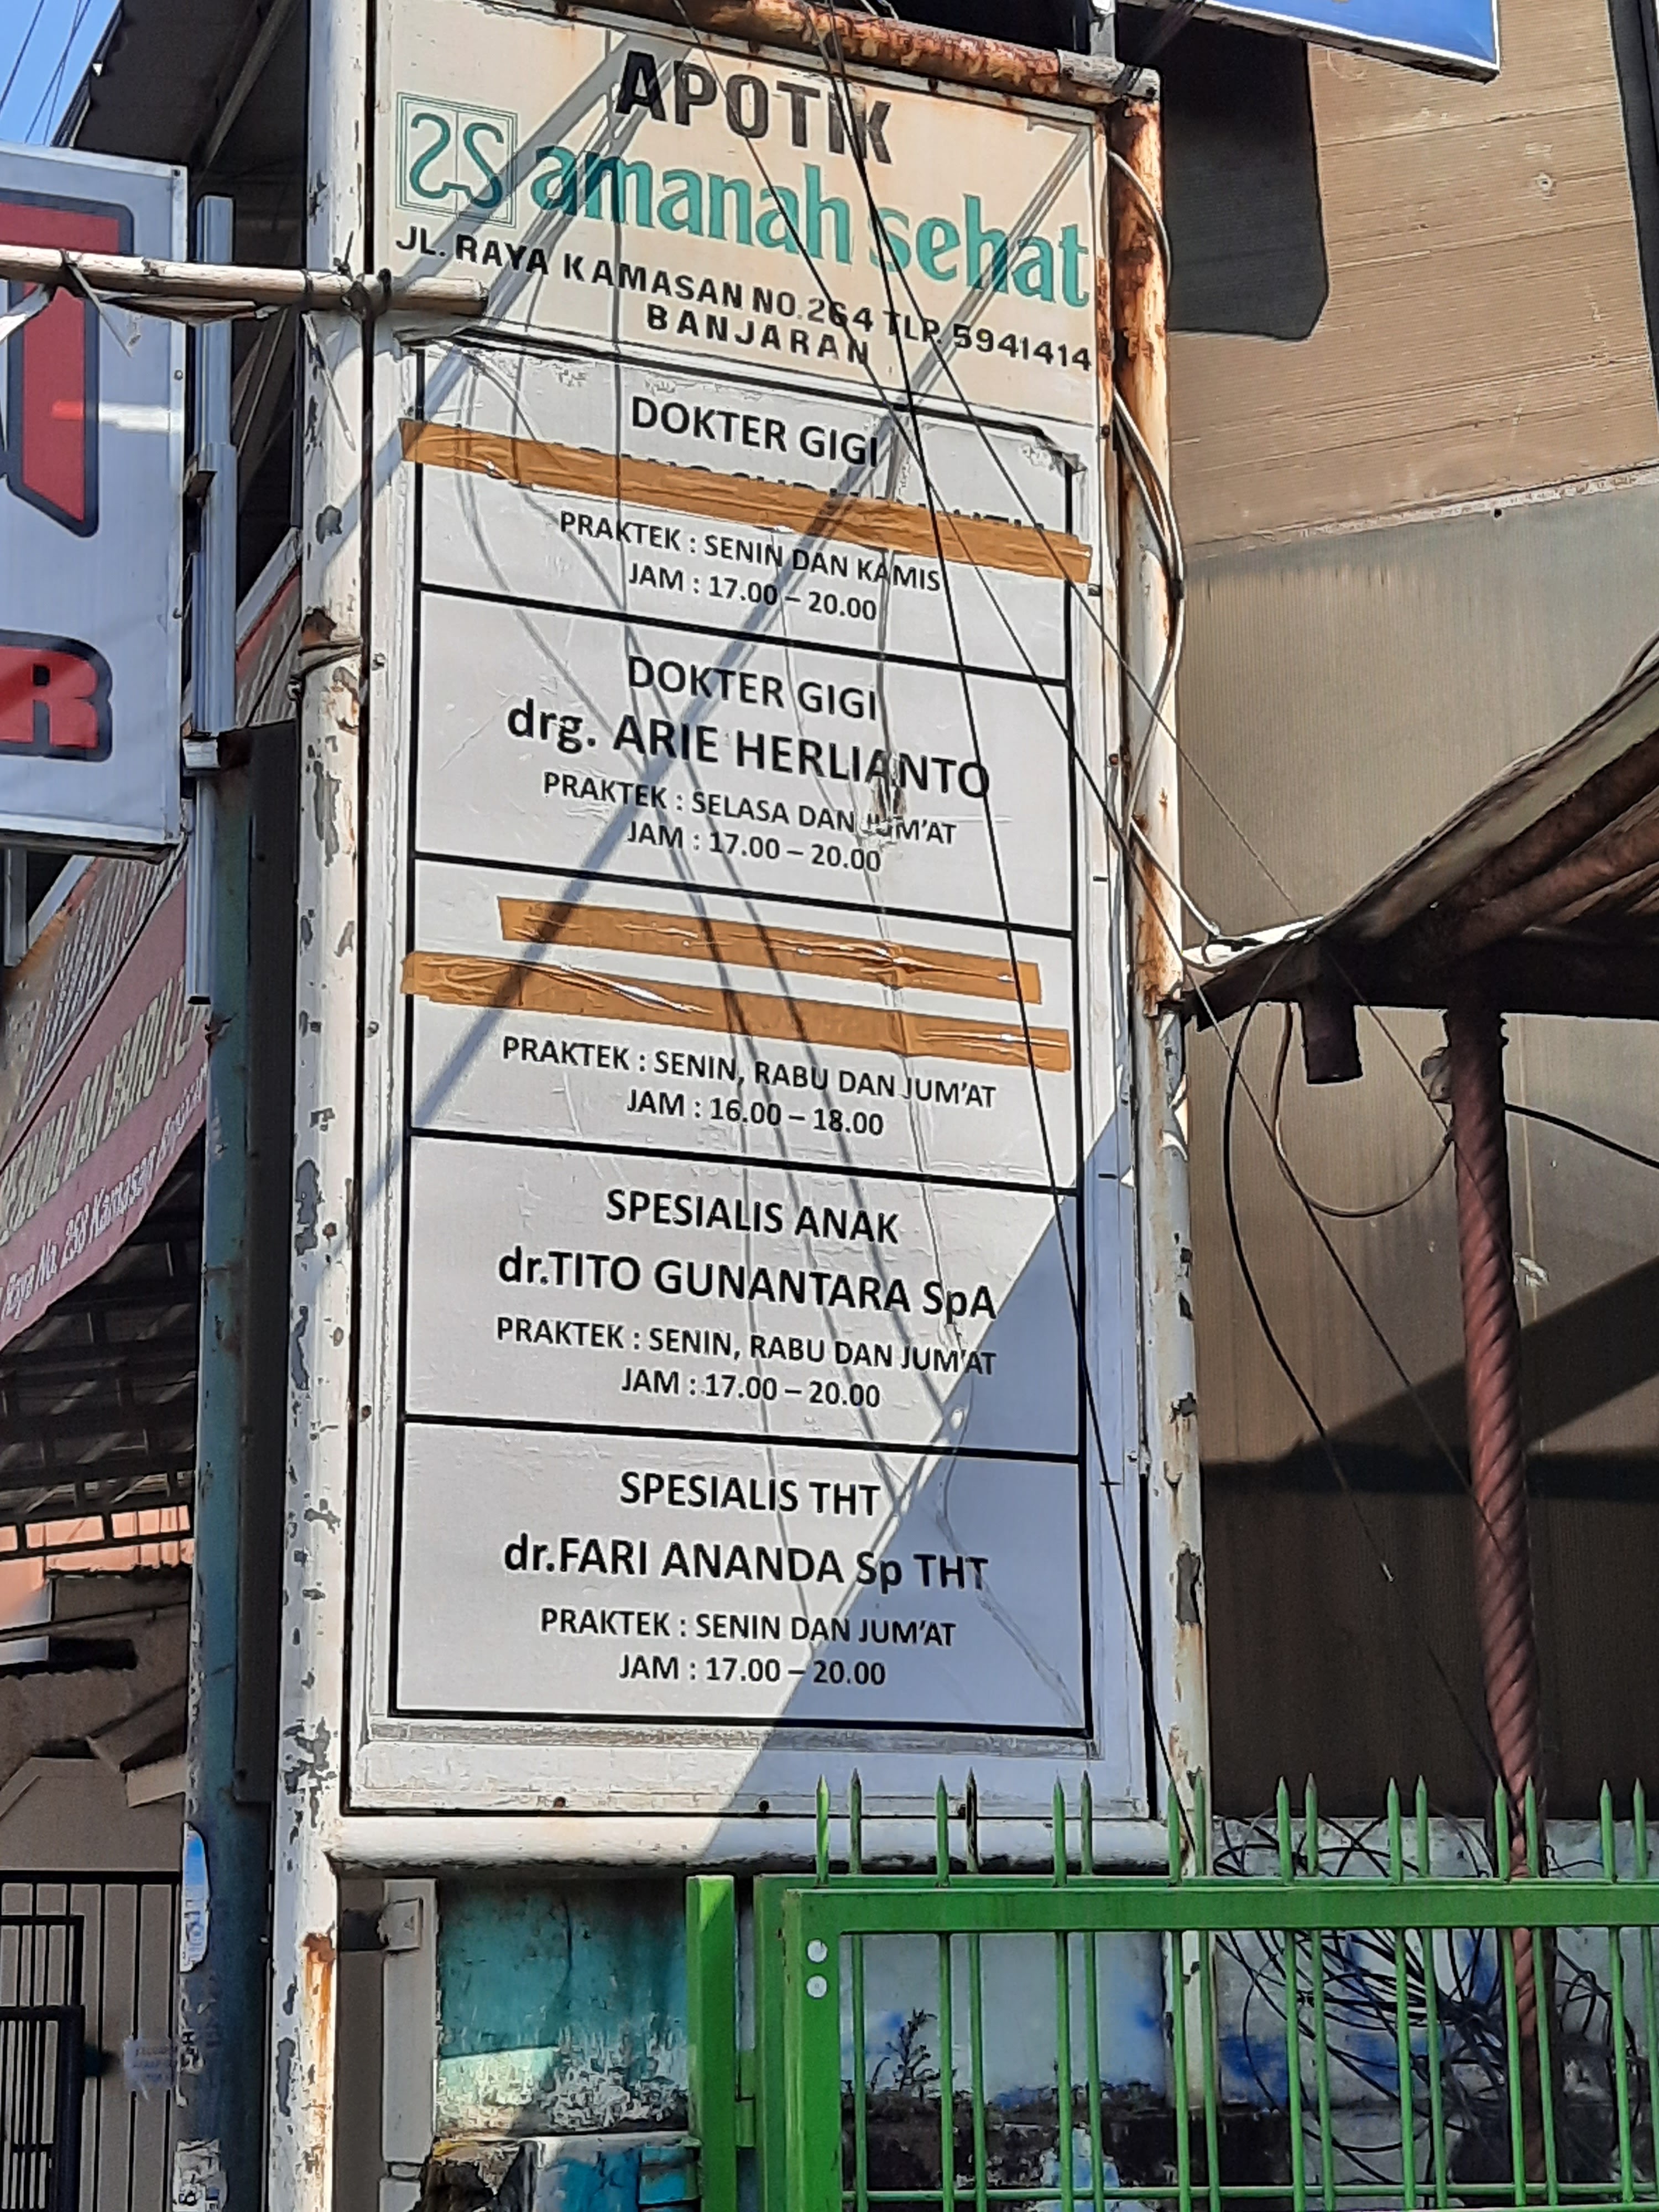 APOTIK
amanah sehat
JL. RAYA KAMASAN NO. 264 TLP. 5941414
BANJARAN
DOKTER GIGI
PRAKTEK : SENIN DAN KAMIS
JAM : 17.00 – 20.00
DOKTER GIGI
drg. ARIE HERLIANTO
PRAKTEK : SELASA DAN JUM'AT
JAM : 17.00 – 20.00
PRAKTEK : SENIN, RABU DAN JUM'AT
JAM : 16.00 – 18.00
SPESIALIS ANAK
dr.TITO GUNANTARA SpA
PRAKTEK : SENIN, RABU DAN JUM'AT
JAM : 17.00 – 20.00
SPESIALIS THT
dr.FARI ANANDA Sp THT
PRAKTEK : SENIN DAN JUM'AT
JAM : 17.00 – 20.00
R
Raya No. 258 Kamasan